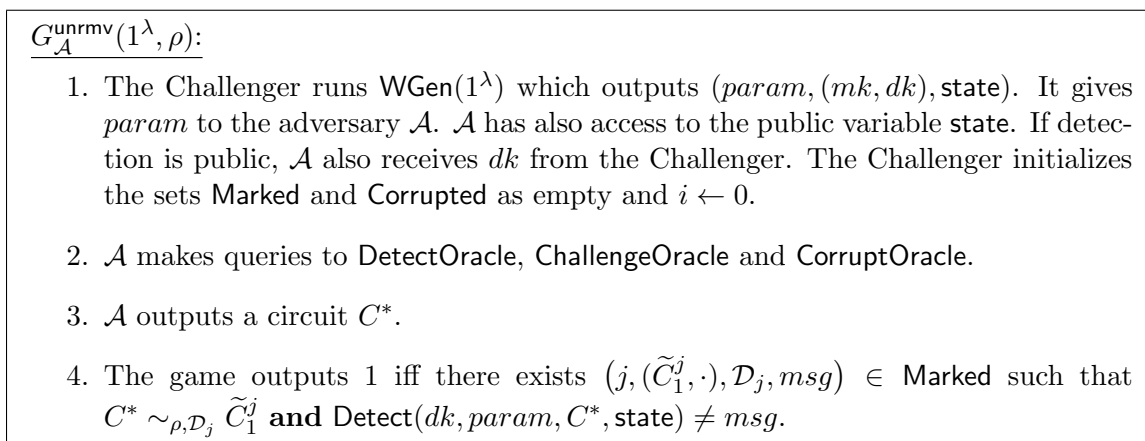 G_𝒜^unrmv(1^λ, ρ):
1. The Challenger runs WGen(1^λ) which outputs (param, (mk, dk), state). It gives
param to the adversary 𝒜. 𝒜 has also access to the public variable state. If detec-
tion is public, 𝒜 also receives dk from the Challenger. The Challenger initializes
the sets Marked and Corrupted as empty and i ← 0.
2. 𝒜 makes queries to DetectOracle, ChallengeOracle and CorruptOracle.
3. 𝒜 outputs a circuit C*.
4. The game outputs 1 iff there exists (j, (C̃_1^j, ·), 𝒟_j, msg) ∈ Marked such that
C* ∼_{ρ,𝒟_j} C̃_1^j and Detect(dk, param, C*, state) ≠ msg.